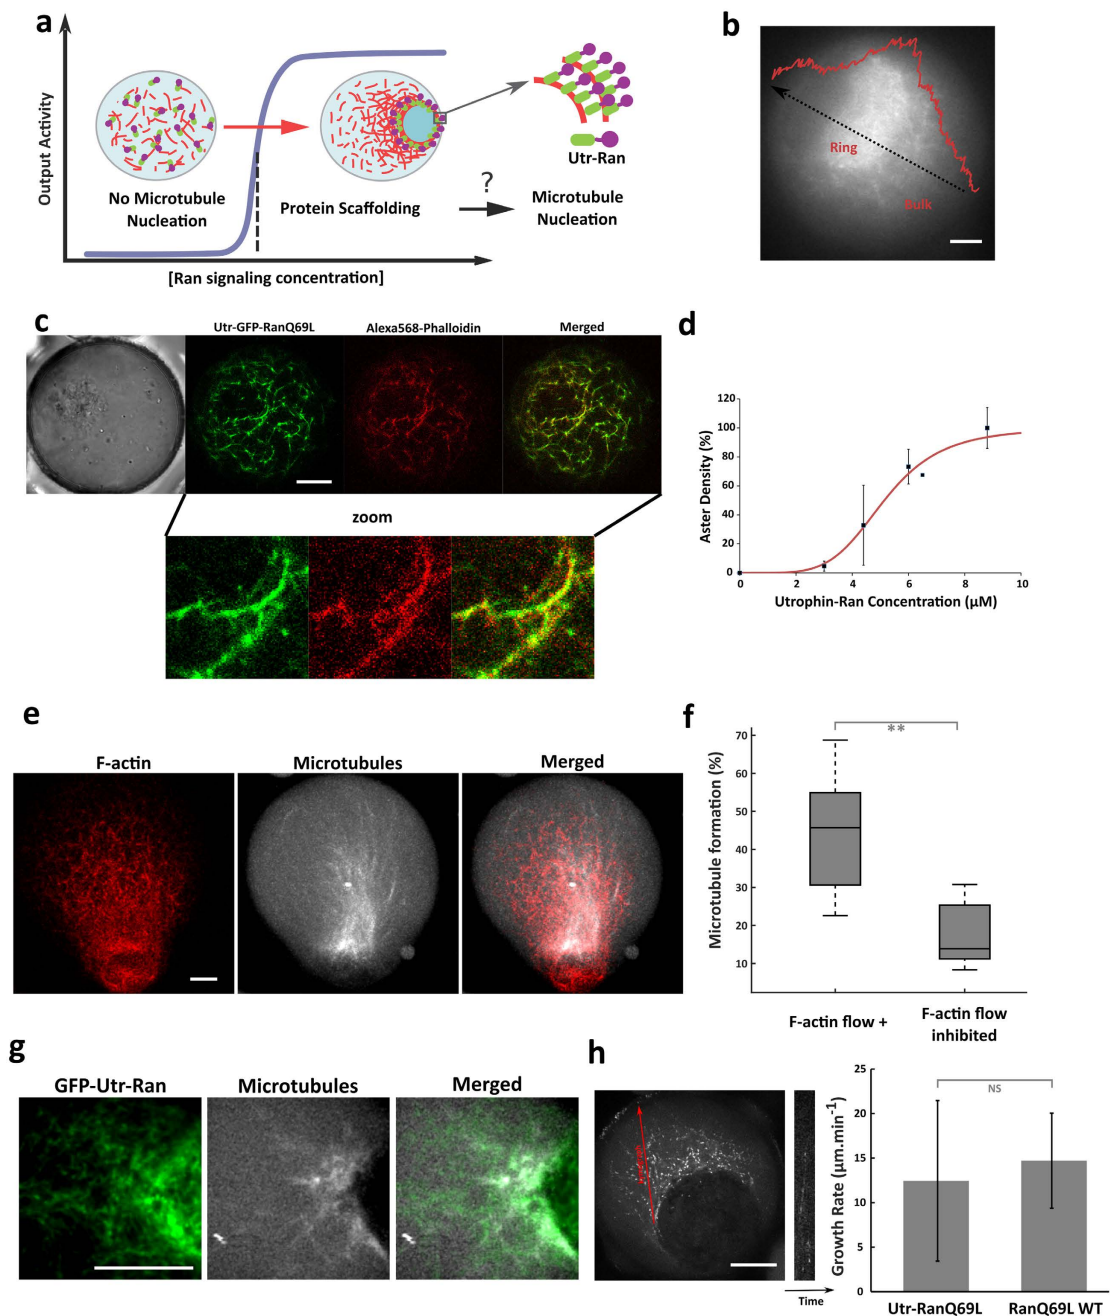 a
Output Activity
No Microtubule
Nucleation
Protein Scaffolding
?
Utr-Ran
Microtubule
Nucleation
[Ran signaling concentration]
b
Ring
Bulk
c
Utr-GFP-RanQ69L
Alexa568-Phalloidin
Merged
zoom
d
Aster Density (%)
120
100
80
60
40
20
0
0
2
4
6
8
10
Utrophin-Ran Concentration (µM)
e
F-actin
Microtubules
Merged
f
Microtubule formation (%)
70
60
50
40
30
20
10
**
F-actin flow +
F-actin flow
inhibited
g
GFP-Utr-Ran
Microtubules
Merged
h
Time
Growth Rate (µm.min⁻¹)
25
20
15
10
5
0
NS
Utr-RanQ69L
RanQ69L WT